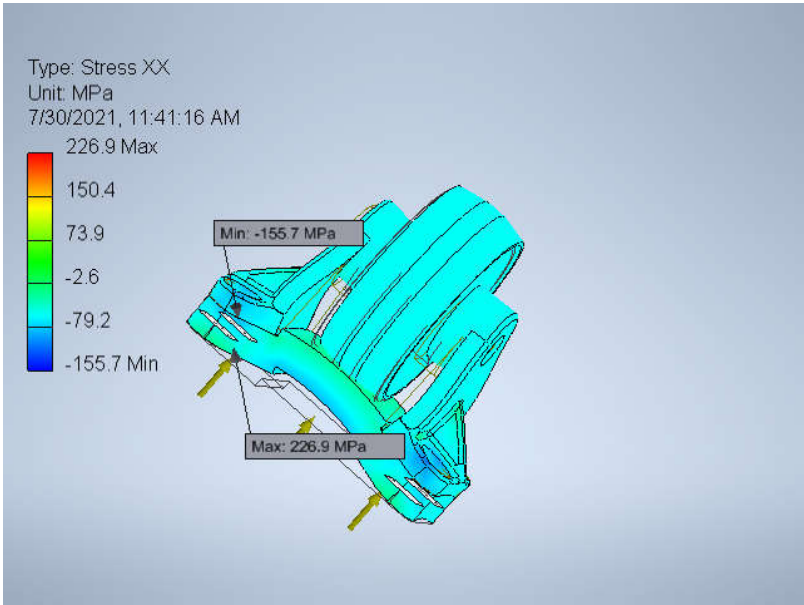 Type: Stress XX
Unit: MPa
7/30/2021, 11:41:16 AM
226.9 Max
150.4
73.9
-2.6
-79.2
-155.7 Min
Min: -155.7 MPa
Max: 226.9 MPa